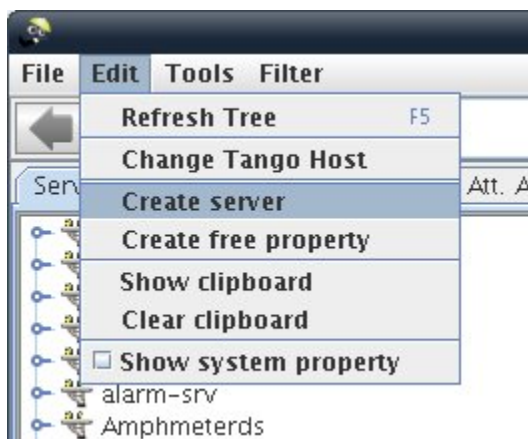 File Edit Tools Filter
Refresh Tree F5
Change Tango Host
Serv
Att. A
Create server
Create free property
Show clipboard
Clear clipboard
Show system property
alarm-srv
Amphmeterds